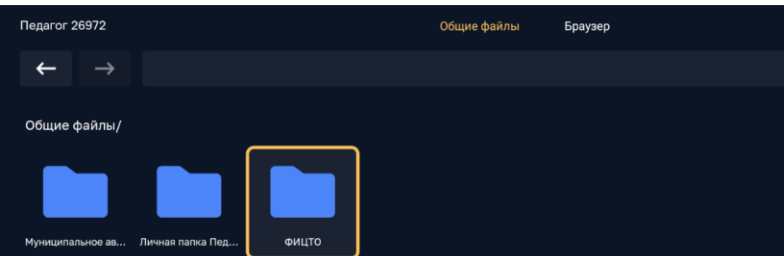 Педагог 26972 Общие файлы Браузер
Общие файлы/
Муниципальное ав... Личная папка Пед... ФИЦТО